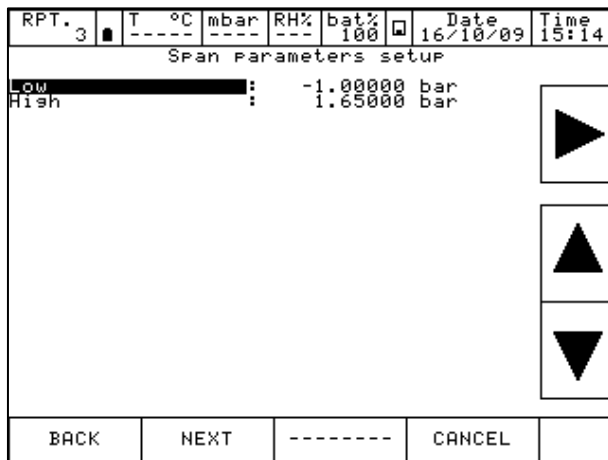 RPT. T °C mbar RH% bat% Date Time
3 ----- ---- --- 100 16/10/09 15:14
Span parameters setup
Low : -1.00000 bar
High : 1.65000 bar
BACK NEXT -------- CANCEL